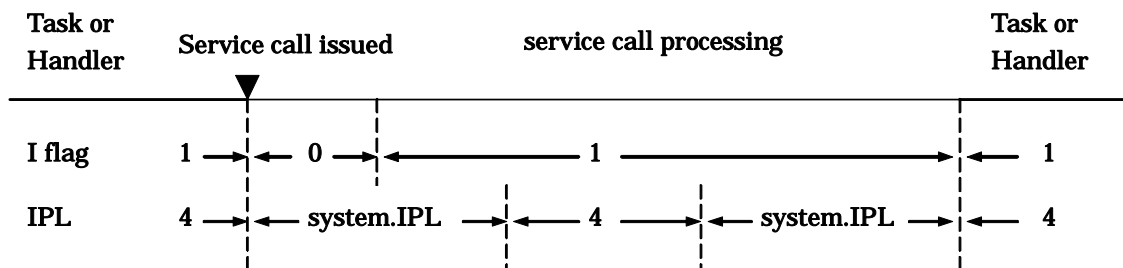 Task or
Handler
Service call issued
service call processing
Task or
Handler
I flag 1 0 1 1
IPL 4 system.IPL 4 system.IPL 4